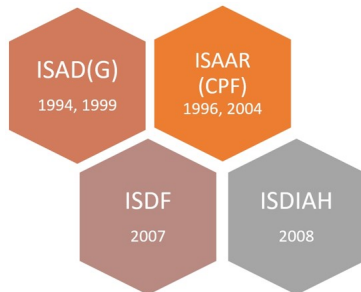 ISAD(G)
1994, 1999
ISAAR
(CPF)
1996, 2004
ISDF
2007
ISDIAH
2008